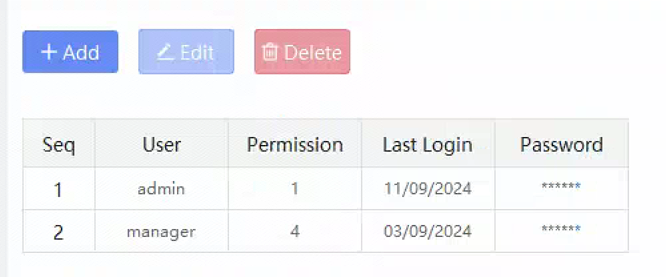 Add Edit Delete
Seq User Permission Last Login Password
1 admin 1 11/09/2024 ******
2 manager 4 03/09/2024 ******